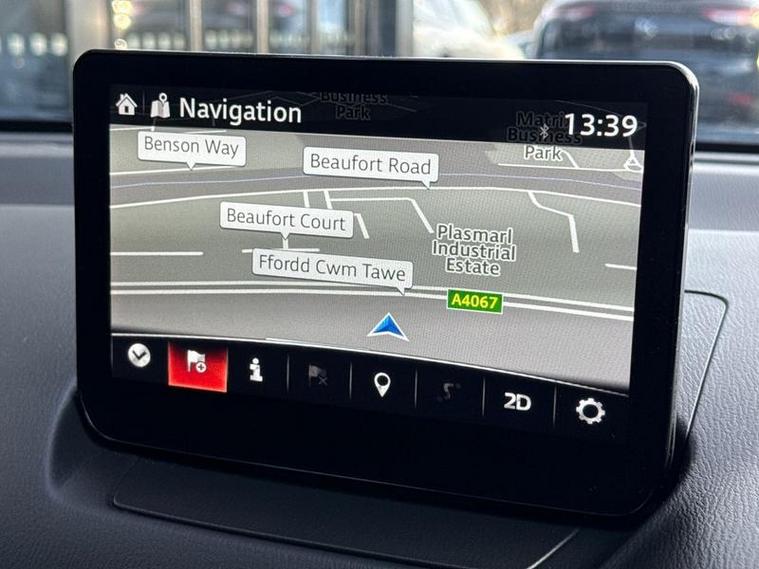 Navigation
13:39
Business
Park
Matrix
Business
Park
Benson Way
Beaufort Road
Beaufort Court
Plasmarl
Industrial
Estate
Ffordd Cwm Tawe
A4067
2D